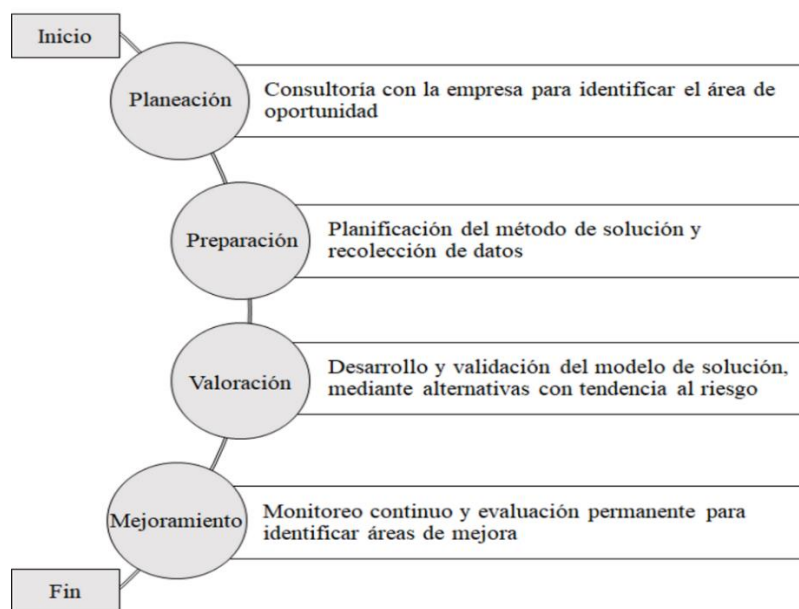 Inicio
Planeación
Consultoría con la empresa para identificar el área de
oportunidad
Preparación
Planificación del método de solución y
recolección de datos
Valoración
Desarrollo y validación del modelo de solución,
mediante alternativas con tendencia al riesgo
Mejoramiento
Monitoreo continuo y evaluación permanente para
identificar áreas de mejora
Fin